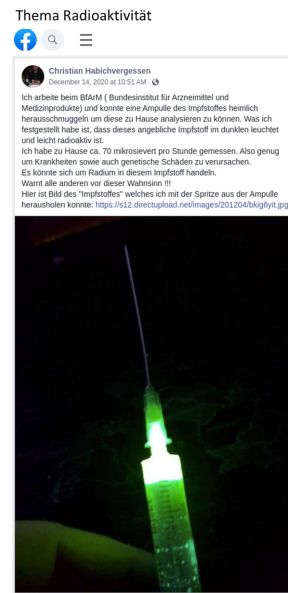 Thema Radioaktivität
Christian Habichvergessen
December 14, 2020 at 10:51 AM ·
Ich arbeite beim BfArM ( Bundesinstitut für Arzneimittel und
Medizinprodukte) und konnte eine Ampulle des Impfstoffes heimlich
herausschmuggeln um diese zu Hause analysieren zu können. Was ich
festgestellt habe ist, dass dieses angebliche Impfstoff im dunklen leuchtet
und leicht radioaktiv ist.
Ich habe zu Hause ca. 70 mikrosievert pro Stunde gemessen. Also genug
um Krankheiten sowie auch genetische Schäden zu verursachen.
Es könnte sich um Radium in diesem Impfstoff handeln.
Warnt alle anderen vor dieser Wahnsinn !!!
Hier ist Bild des "Impfstoffes" welches ich mit der Spritze aus der Ampulle
herausholen konnte: https://s12.directupload.net/images/201204/bkig6yit.jpg